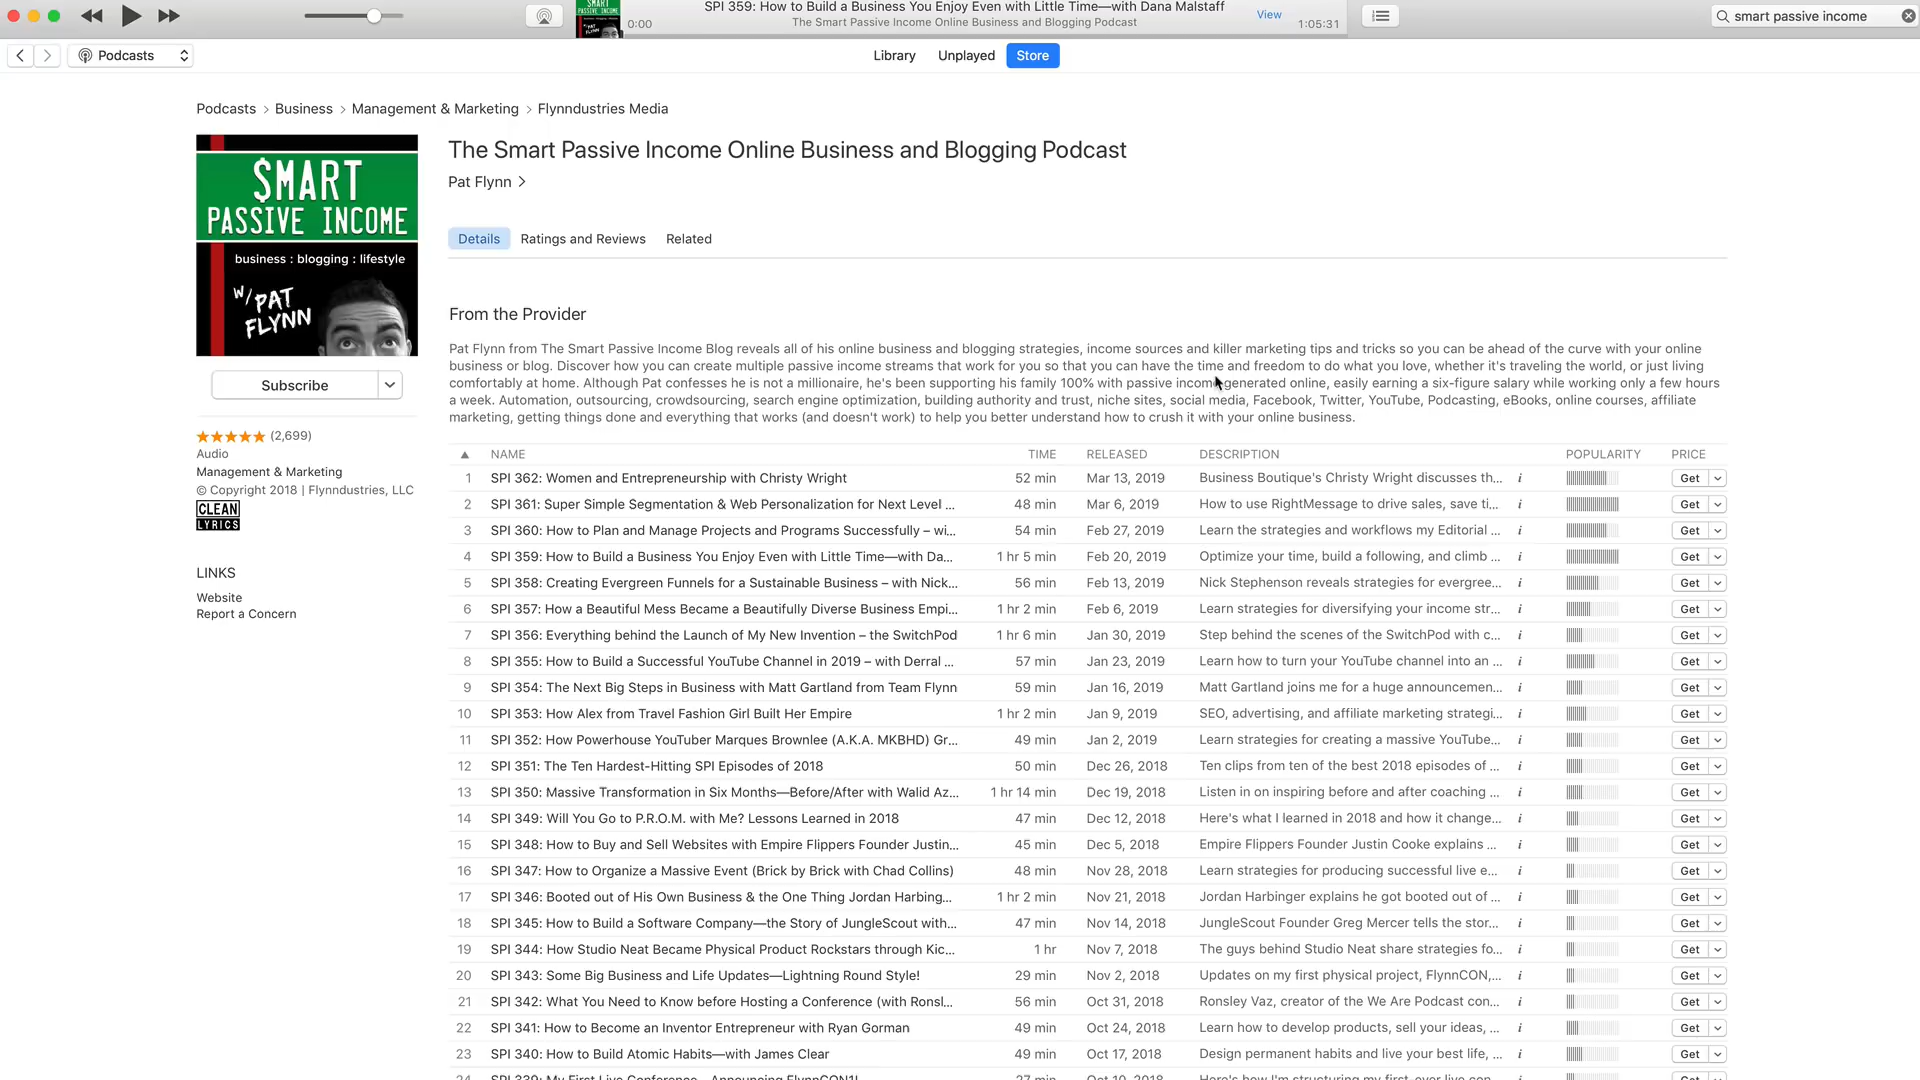 SPI 359: How to Build a Business You Enjoy Even with Little Time—with Dana Malstaff
The Smart Passive Income Online Business and Blogging Podcast
0:00
View
1:05:31
smart passive income
Podcasts
Library
Unplayed
Store
Podcasts > Business > Management & Marketing > Flynndustries Media
$MART
PASSIVE INCOME
business : blogging : lifestyle
W/ PAT
FLYNN
Subscribe
(2,699)
Audio
Management & Marketing
© Copyright 2018 | Flynndustries, LLC
CLEAN
LYRICS
LINKS
Website
Report a Concern
The Smart Passive Income Online Business and Blogging Podcast
Pat Flynn >
Details Ratings and Reviews Related
From the Provider
Pat Flynn from The Smart Passive Income Blog reveals all of his online business and blogging strategies, income sources and killer marketing tips and tricks so you can be ahead of the curve with your online
business or blog. Discover how you can create multiple passive income streams that work for you so that you can have the time and freedom to do what you love, whether it's traveling the world, or just living
comfortably at home. Although Pat confesses he is not a millionaire, he's been supporting his family 100% with passive income generated online, easily earning a six-figure salary while working only a few hours
a week. Automation, outsourcing, crowdsourcing, search engine optimization, building authority and trust, niche sites, social media, Facebook, Twitter, YouTube, Podcasting, eBooks, online courses, affiliate
marketing, getting things done and everything that works (and doesn't work) to help you better understand how to crush it with your online business.
NAME TIME RELEASED DESCRIPTION POPULARITY PRICE
1 SPI 362: Women and Entrepreneurship with Christy Wright 52 min Mar 13, 2019 Business Boutique's Christy Wright discusses th... i Get
2 SPI 361: Super Simple Segmentation & Web Personalization for Next Level ... 48 min Mar 6, 2019 How to use RightMessage to drive sales, save ti... i Get
3 SPI 360: How to Plan and Manage Projects and Programs Successfully – wi... 54 min Feb 27, 2019 Learn the strategies and workflows my Editorial ... i Get
4 SPI 359: How to Build a Business You Enjoy Even with Little Time—with Da... 1 hr 5 min Feb 20, 2019 Optimize your time, build a following, and climb ... i Get
5 SPI 358: Creating Evergreen Funnels for a Sustainable Business – with Nick... 56 min Feb 13, 2019 Nick Stephenson reveals strategies for evergree... i Get
6 SPI 357: How a Beautiful Mess Became a Beautifully Diverse Business Empi... 1 hr 2 min Feb 6, 2019 Learn strategies for diversifying your income str... i Get
7 SPI 356: Everything behind the Launch of My New Invention – the SwitchPod 1 hr 6 min Jan 30, 2019 Step behind the scenes of the SwitchPod with c... i Get
8 SPI 355: How to Build a Successful YouTube Channel in 2019 – with Derral ... 57 min Jan 23, 2019 Learn how to turn your YouTube channel into an ... i Get
9 SPI 354: The Next Big Steps in Business with Matt Gartland from Team Flynn 59 min Jan 16, 2019 Matt Gartland joins me for a huge announcemen... i Get
10 SPI 353: How Alex from Travel Fashion Girl Built Her Empire 1 hr 2 min Jan 9, 2019 SEO, advertising, and affiliate marketing strategi... i Get
11 SPI 352: How Powerhouse YouTuber Marques Brownlee (A.K.A. MKBHD) Gr... 49 min Jan 2, 2019 Learn strategies for creating a massive YouTube... i Get
12 SPI 351: The Ten Hardest-Hitting SPI Episodes of 2018 50 min Dec 26, 2018 Ten clips from ten of the best 2018 episodes of ... i Get
13 SPI 350: Massive Transformation in Six Months—Before/After with Walid Az... 1 hr 14 min Dec 19, 2018 Listen in on inspiring before and after coaching ... i Get
14 SPI 349: Will You Go to P.R.O.M. with Me? Lessons Learned in 2018 47 min Dec 12, 2018 Here's what I learned in 2018 and how it change... i Get
15 SPI 348: How to Buy and Sell Websites with Empire Flippers Founder Justin... 45 min Dec 5, 2018 Empire Flippers Founder Justin Cooke explains ... i Get
16 SPI 347: How to Organize a Massive Event (Brick by Brick with Chad Collins) 48 min Nov 28, 2018 Learn strategies for producing successful live e... i Get
17 SPI 346: Booted out of His Own Business & the One Thing Jordan Harbing... 1 hr 2 min Nov 21, 2018 Jordan Harbinger explains he got booted out of ... i Get
18 SPI 345: How to Build a Software Company—the Story of JungleScout with... 47 min Nov 14, 2018 JungleScout Founder Greg Mercer tells the stor... i Get
19 SPI 344: How Studio Neat Became Physical Product Rockstars through Kic... 1 hr Nov 7, 2018 The guys behind Studio Neat share strategies fo... i Get
20 SPI 343: Some Big Business and Life Updates—Lightning Round Style! 29 min Nov 2, 2018 Updates on my first physical project, FlynnCON,... i Get
21 SPI 342: What You Need to Know before Hosting a Conference (with Ronsl... 56 min Oct 31, 2018 Ronsley Vaz, creator of the We Are Podcast con... i Get
22 SPI 341: How to Become an Inventor Entrepreneur with Ryan Gorman 49 min Oct 24, 2018 Learn how to develop products, sell your ideas, ... i Get
23 SPI 340: How to Build Atomic Habits—with James Clear 49 min Oct 17, 2018 Design permanent habits and live your best life, ... i Get